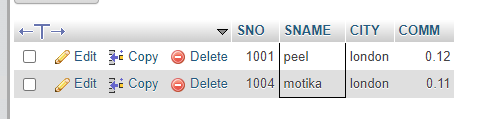 SNO SNAME CITY COMM
Edit Copy Delete 1001 peel london 0.12
Edit Copy Delete 1004 motika london 0.11